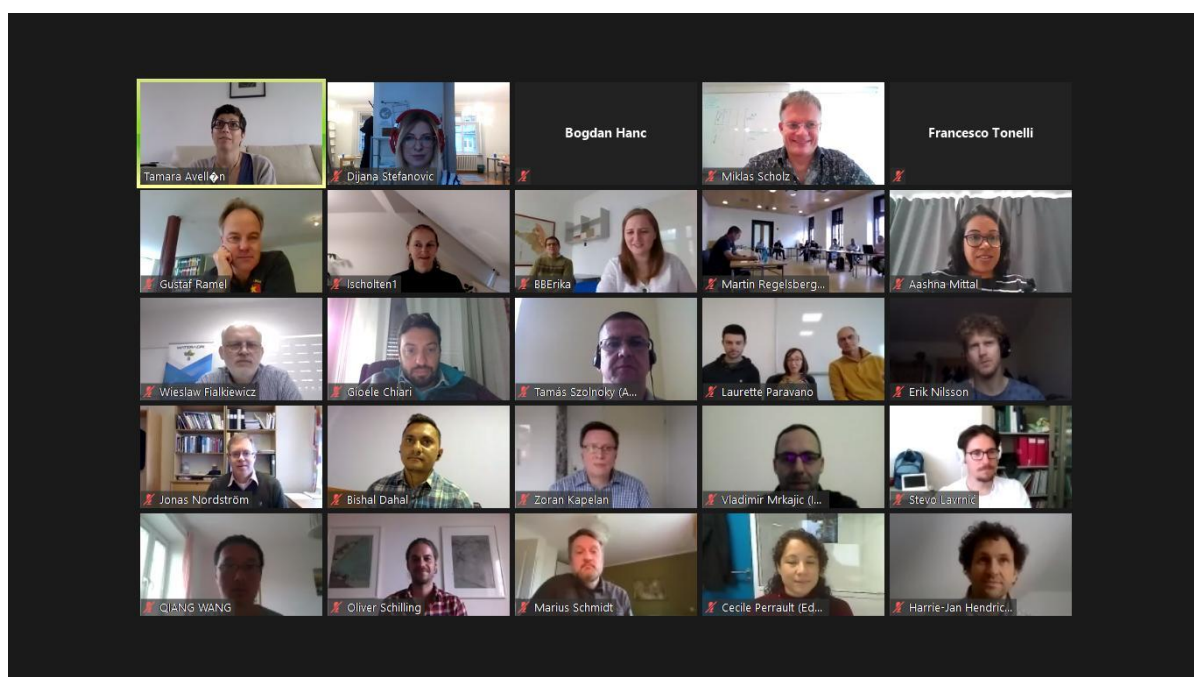 Tamara Avell�n
Dijana Stefanovic
Bogdan Hanc
Miklas Scholz
Francesco Tonelli
Gustaf Ramel
lscholten1
BBErika
Martin Regelsberg...
Aashna Mittal
Wieslaw Fialkiewicz
Gioele Chiari
Tamás Szolnoky (A...
Laurette Paravano
Erik Nilsson
Jonas Nordström
Bishal Dahal
Zoran Kapelan
Vladimir Mrkajic (I...
Stevo Lavrnić
QIANG WANG
Oliver Schilling
Marius Schmidt
Cecile Perrault (Ed...
Harrie-Jan Hendric...